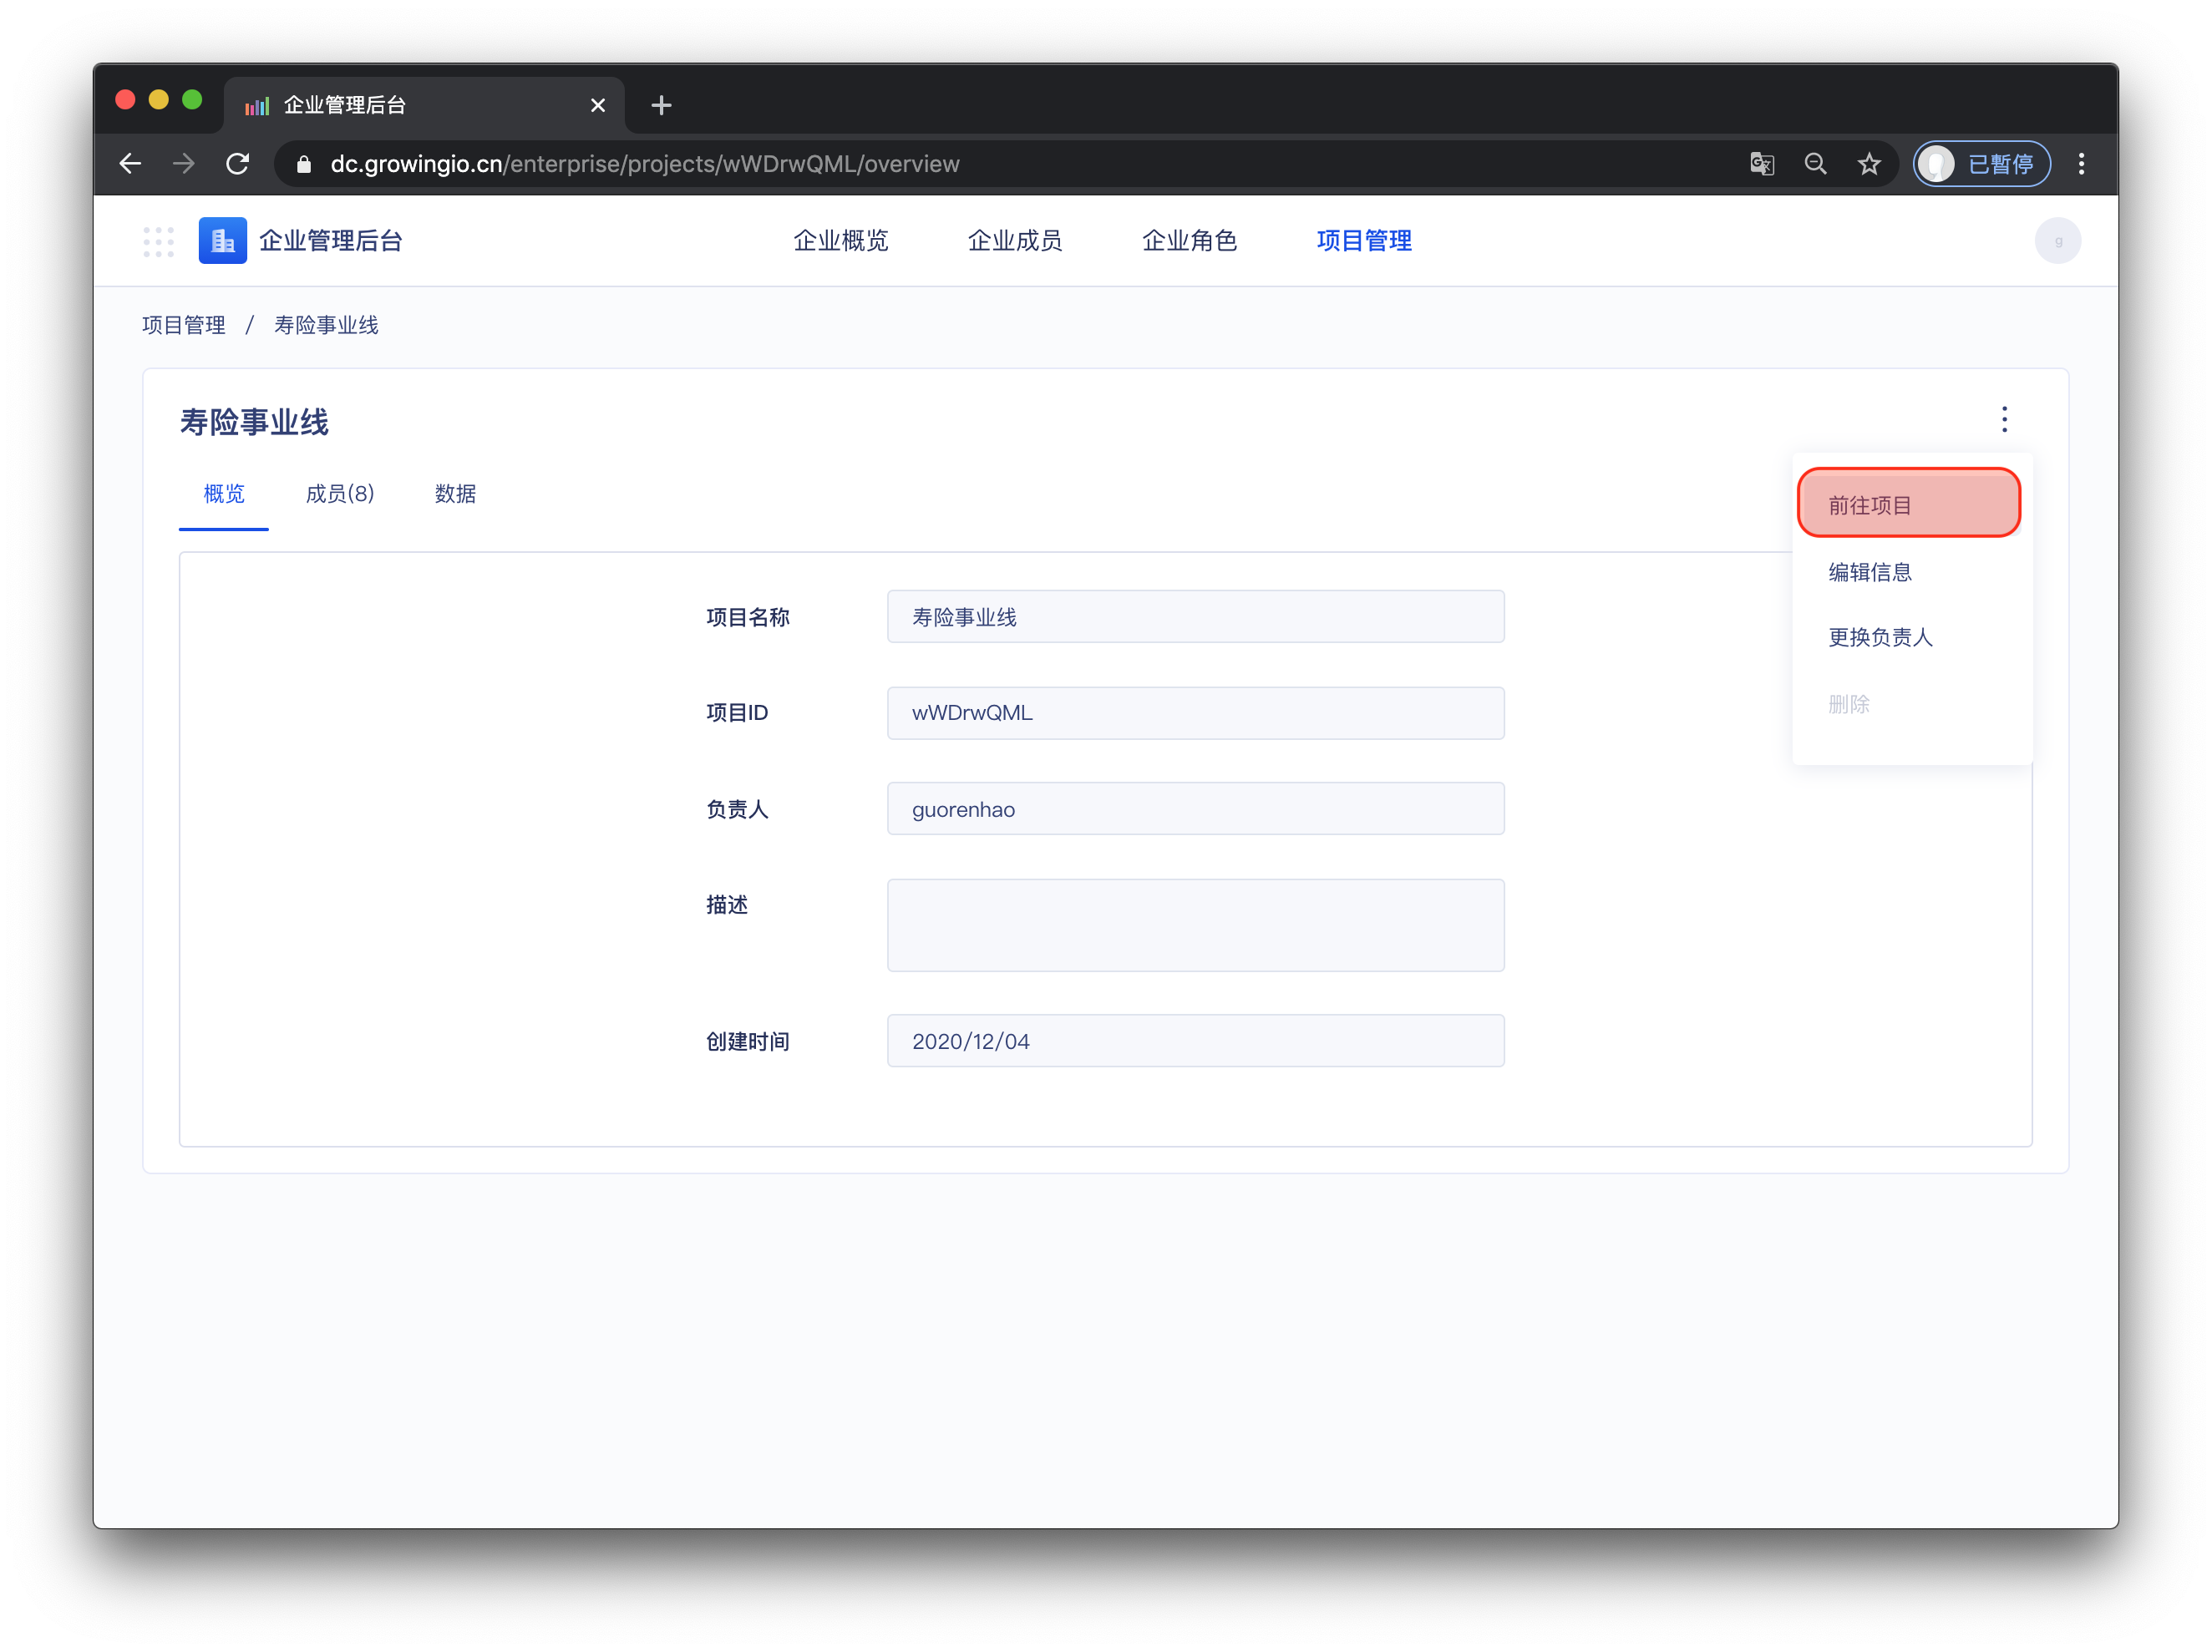 企业管理后台
dc.growingio.cn/enterprise/projects/wWDrwQML/overview
已暂停
企业管理后台
企业概览
企业成员
企业角色
项目管理
g
项目管理 / 寿险事业线
寿险事业线
概览
成员(8)
数据
前往项目
编辑信息
更换负责人
删除
项目名称 寿险事业线
项目ID wWDrwQML
负责人 guorenhao
描述
创建时间 2020/12/04